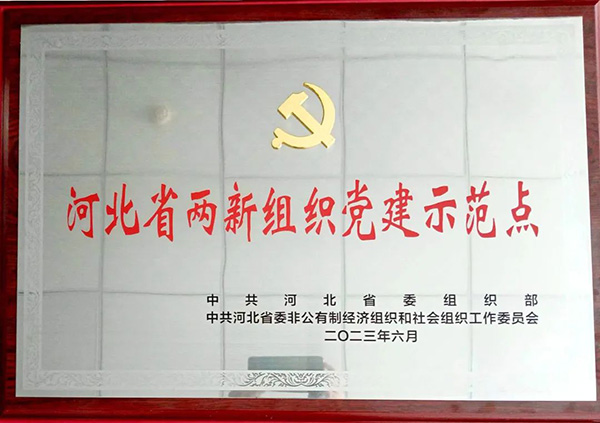 河北省两新组织党建示范点
中共河北省委组织部
中共河北省委非公有制经济组织和社会组织工作委员会
二〇二三年六月